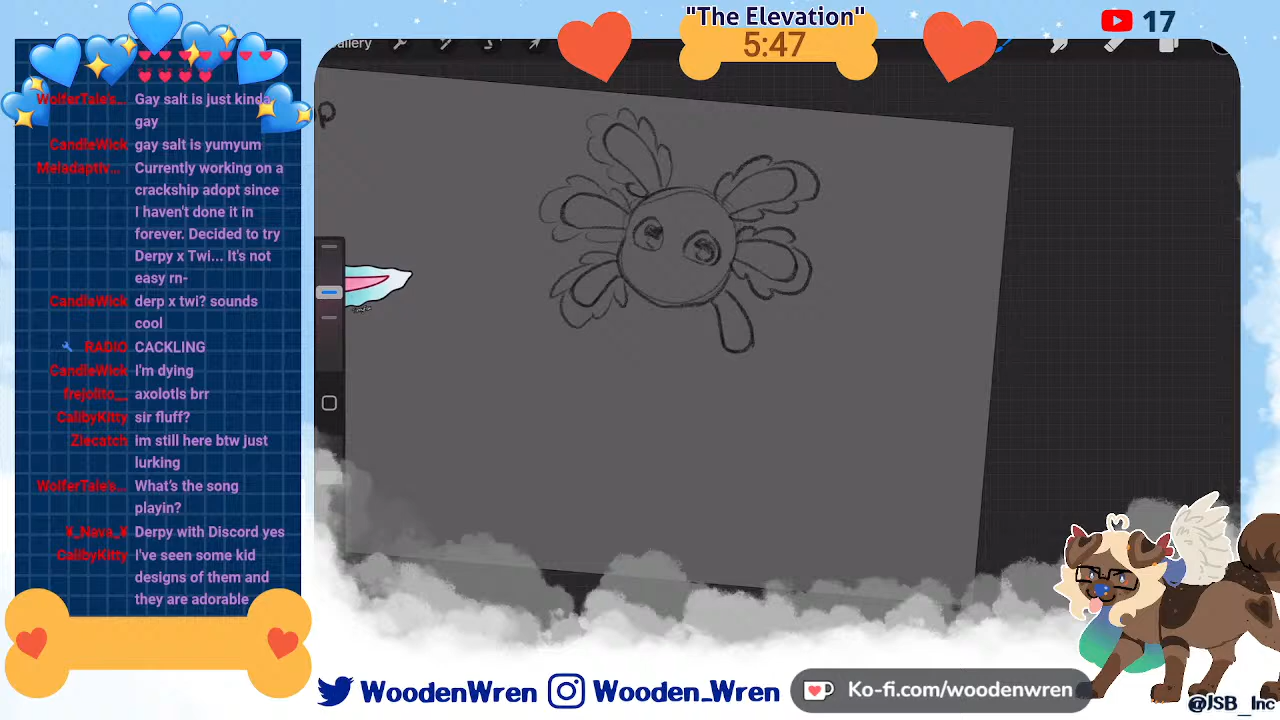 "The Elevation"
5:47
17
allery
p
WolferTale's… Gay salt is just kinda
gay
CandleWick gay salt is yumyum
Maladaptiv… Currently working on a
crackship adopt since
I haven't done it in
forever. Decided to try
Derpy x Twi... It's not
easy rn-
CandleWick derp x twi? sounds
cool
RADIO CACKLING
CandleWick I'm dying
frejolito__ axolotls brr
CalibyKitty sir fluff?
Ziecatch im still here btw just
lurking
WolferTale's… What's the song
playin?
¥_Nava_¥ Derpy with Discord yes
CalibyKitty I've seen some kid
designs of them and
they are adorable
WoodenWren
Wooden_Wren
Ko-fi.com/woodenwren
@JSB_Inc